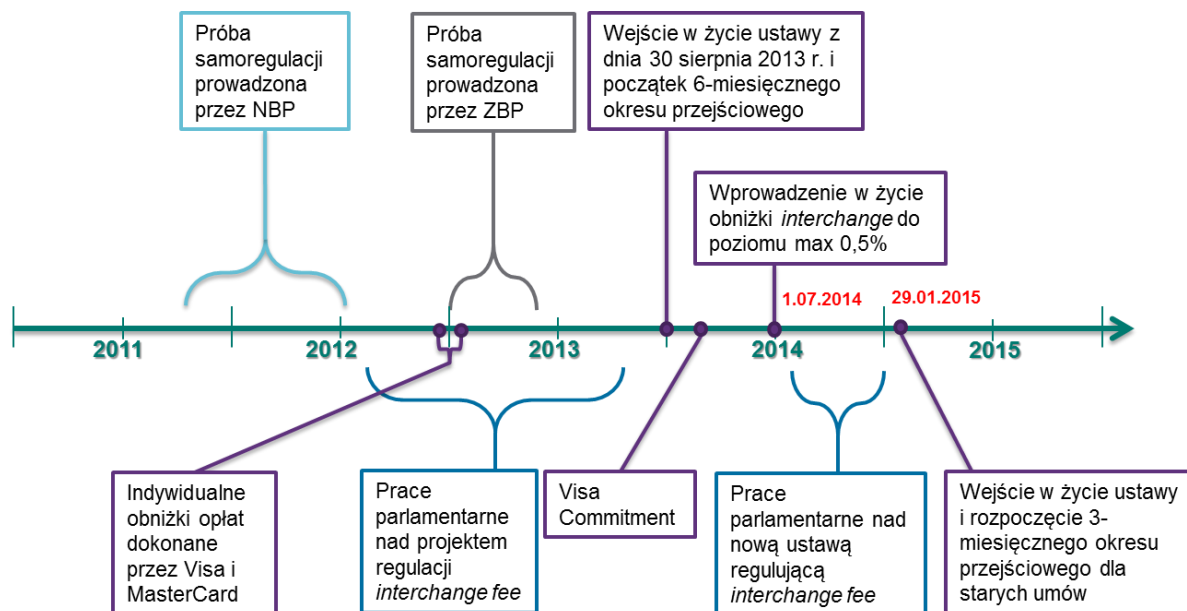 Próba
samoregulacji
prowadzona
przez NBP
Próba
samoregulacji
prowadzona
przez ZBP
Wejście w życie ustawy z
dnia 30 sierpnia 2013 r. i
początek 6-miesięcznego
okresu przejściowego
Wprowadzenie w życie
obniżki interchange do
poziomu max 0,5%
1.07.2014
29.01.2015
2011
2012
2013
2014
2015
Indywidualne
obniżki opłat
dokonane
przez Visa i
MasterCard
Prace
parlamentarne
nad projektem
regulacji
interchange fee
Visa
Commitment
Prace
parlamentarne nad
nową ustawą
regulującą
interchange fee
Wejście w życie ustawy
i rozpoczęcie 3-
miesięcznego okresu
przejściowego dla
starych umów